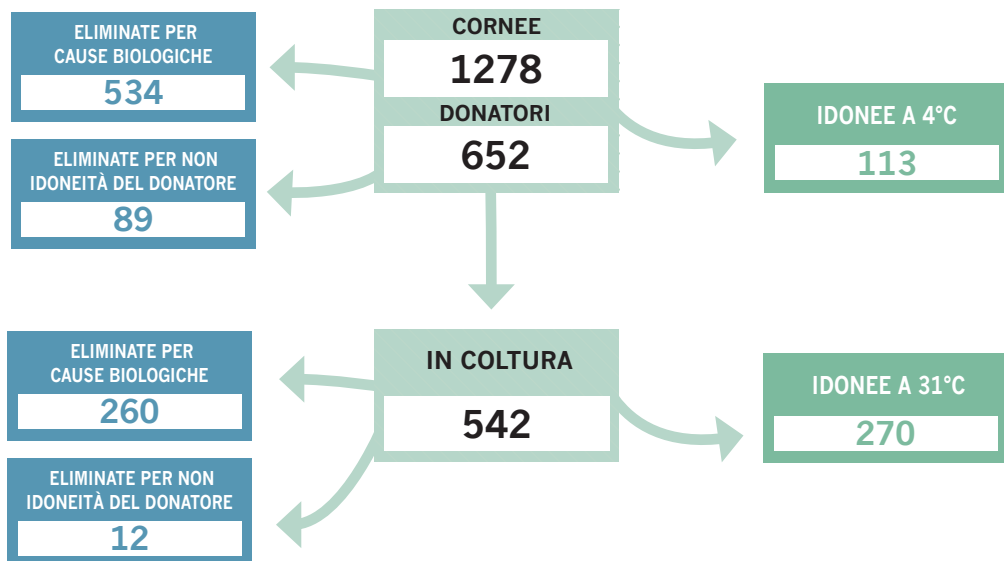 ELIMINATE PER
CAUSE BIOLOGICHE
534
ELIMINATE PER NON
IDONEITÀ DEL DONATORE
89
CORNEE
1278
DONATORI
652
IDONEE A 4°C
113
ELIMINATE PER
CAUSE BIOLOGICHE
260
ELIMINATE PER NON
IDONEITÀ DEL DONATORE
12
IN COLTURA
542
IDONEE A 31°C
270